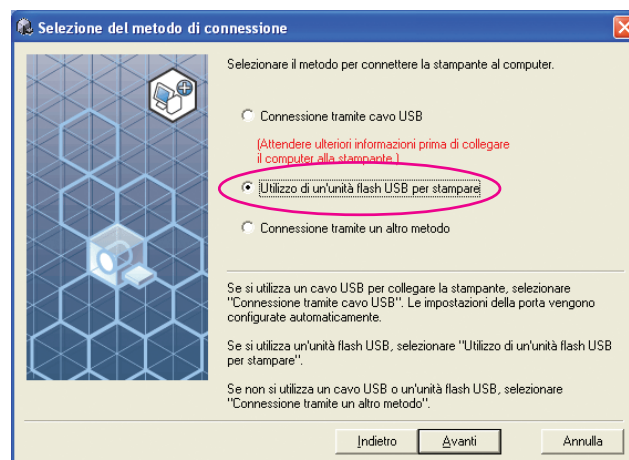 Selezione del metodo di connessione
Selezionare il metodo per connettere la stampante al computer.
Connessione tramite cavo USB
(Attendere ulteriori informazioni prima di collegare
il computer alla stampante.)
Utilizzo di un'unità flash USB per stampare
Connessione tramite un altro metodo
Se si utilizza un cavo USB per collegare la stampante, selezionare
"Connessione tramite cavo USB". Le impostazioni della porta vengono
configurate automaticamente.
Se si utilizza un'unità flash USB, selezionare "Utilizzo di un'unità flash USB
per stampare".
Se non si utilizza un cavo USB o un'unità flash USB, selezionare
"Connessione tramite un altro metodo".
Indietro Avanti Annulla